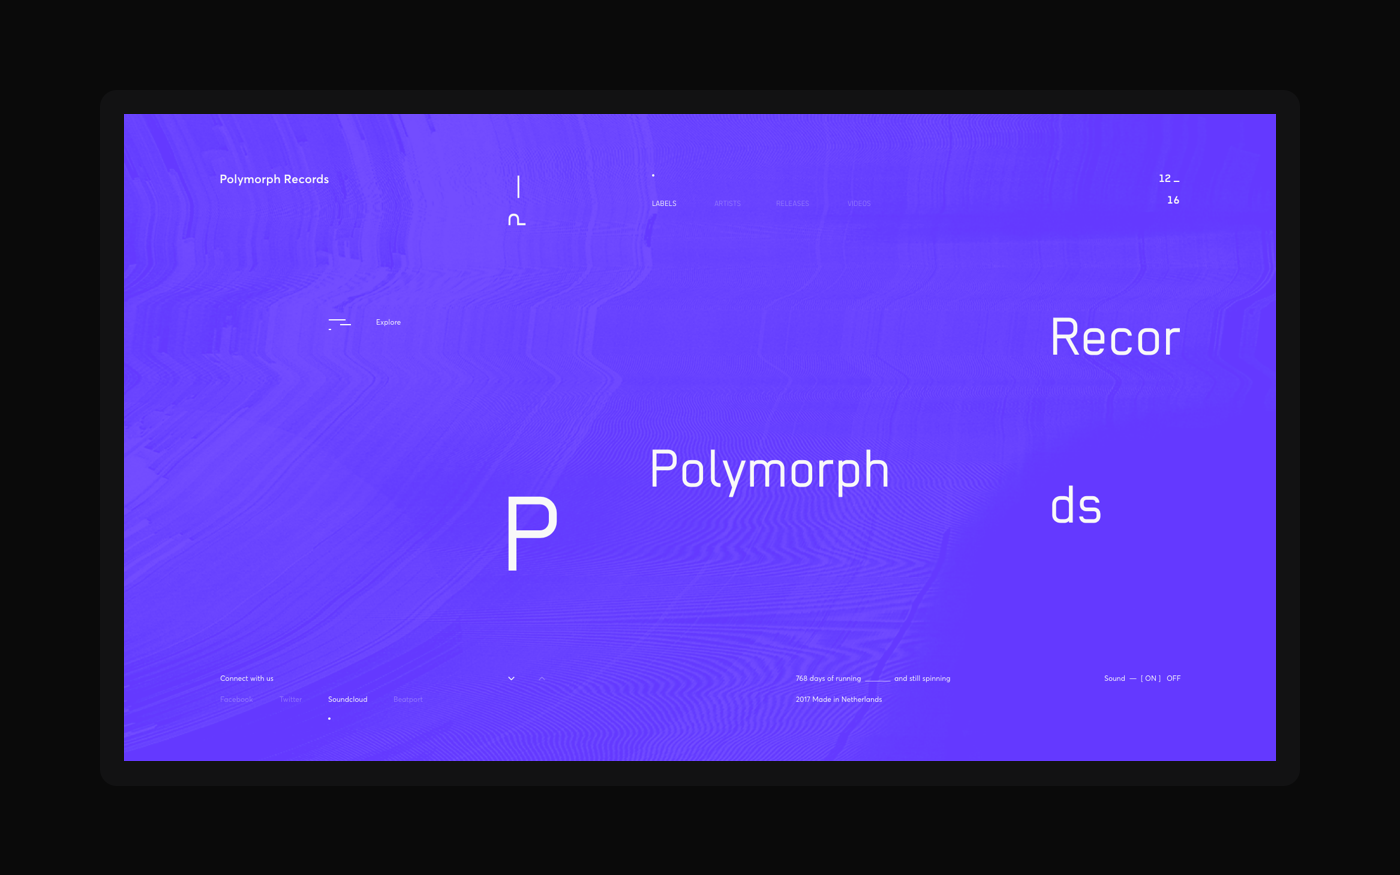 Polymorph Records
P —
LABELS ARTISTS RELEASES VIDEOS
12 _
16
Explore
Recor
Polymorph
ds
P
Connect with us
Facebook Twitter Soundcloud Beatport
768 days of running _____ and still spinning
2017 Made in Netherlands
Sound — [ ON ] OFF